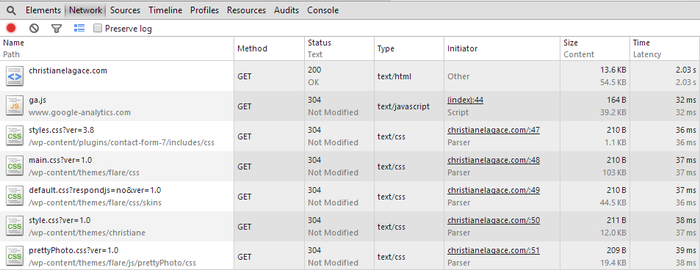 Elements Network Sources Timeline Profiles Resources Audits Console
Preserve log
Name Method Status Type Initiator Size Time
Path Text Content Latency
christianelagace.com GET 200 text/html Other 13.6 KB 2.03 s
OK 54.5 KB 2.03 s
ga.js GET 304 text/javascript (index):44 164 B 32 ms
www.google-analytics.com Not Modified Script 39.2 KB 32 ms
styles.css?ver=3.8 GET 304 text/css christianelagace.com/:47 210 B 36 ms
/wp-content/plugins/contact-form-7/includes/css Not Modified Parser 1.1 KB 36 ms
main.css?ver=1.0 GET 304 text/css christianelagace.com/:48 210 B 37 ms
/wp-content/themes/flare/css Not Modified Parser 103 KB 37 ms
default.css?respondjs=no&ver=1.0 GET 304 text/css christianelagace.com/:49 210 B 37 ms
/wp-content/themes/flare/css/skins Not Modified Parser 44.5 KB 36 ms
style.css?ver=1.0 GET 304 text/css christianelagace.com/:50 211 B 38 ms
/wp-content/themes/christiane Not Modified Parser 12.0 KB 37 ms
prettyPhoto.css?ver=1.0 GET 304 text/css christianelagace.com/:51 209 B 39 ms
/wp-content/themes/flare/js/prettyPhoto/css Not Modified Parser 19.4 KB 38 ms